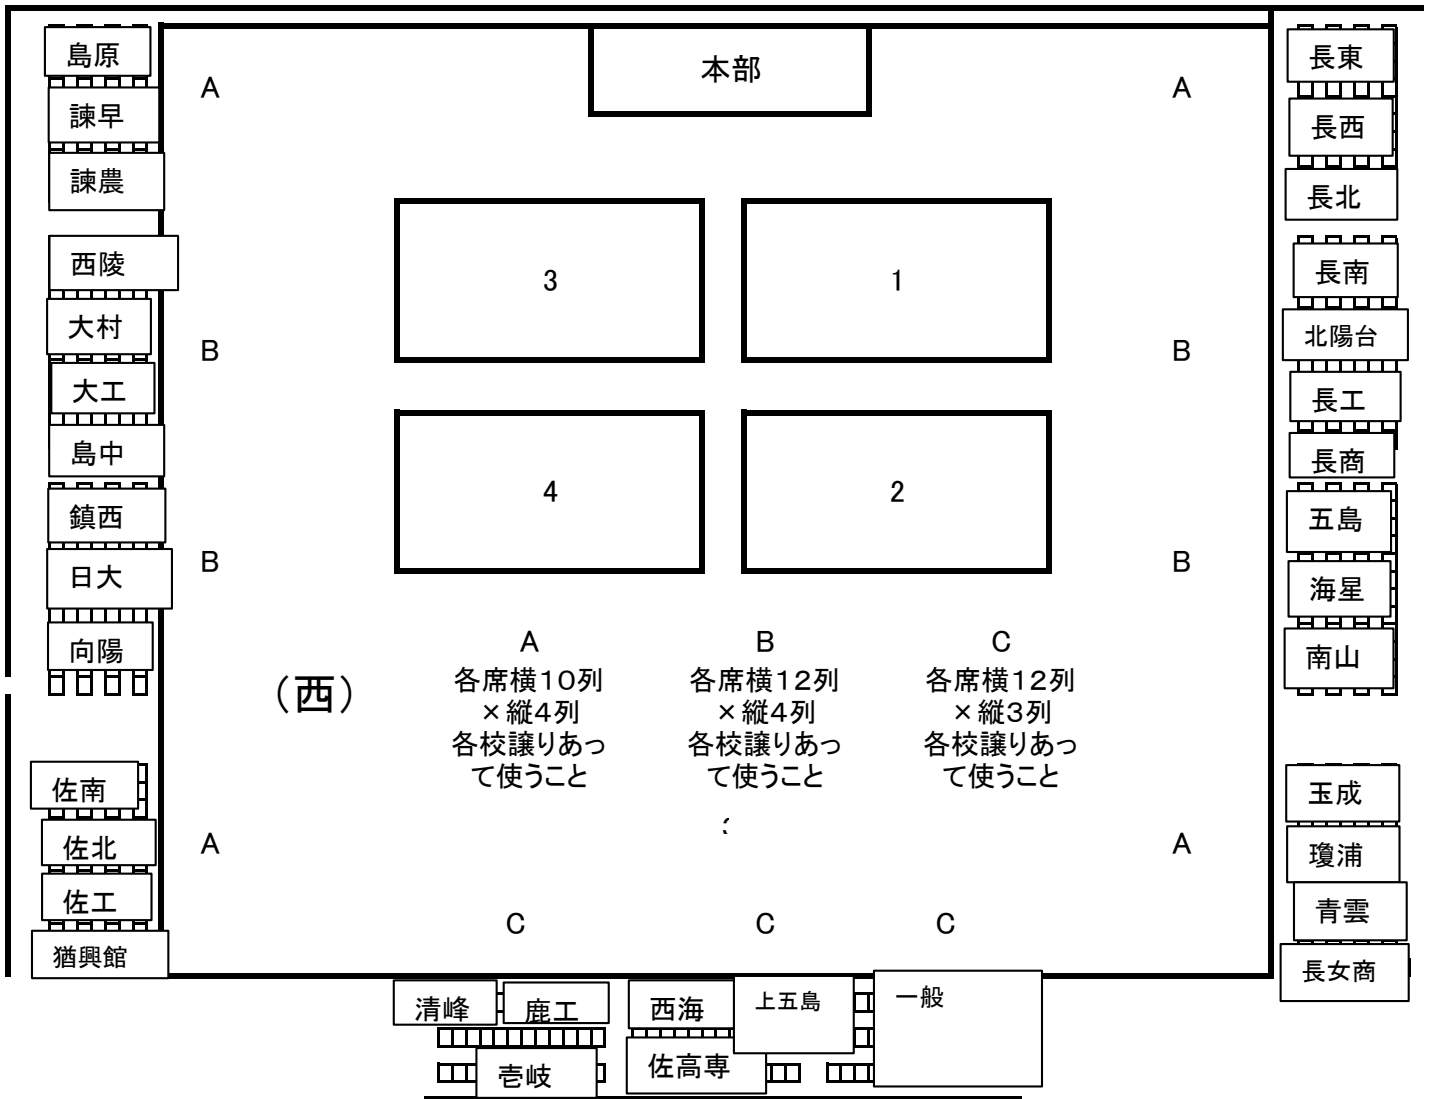 島原
諫早
諫農
西陵
大村
大工
島中
鎮西
日大
向陽
佐南
佐北
佐工
猶興館
A
B
B
A
本部
3
1
4
2
(西)
A
各席横10列
×縦4列
各校譲りあっ
て使うこと
B
各席横12列
×縦4列
各校譲りあっ
て使うこと
C
各席横12列
×縦3列
各校譲りあっ
て使うこと
C
C
C
A
B
B
A
長東
長西
長北
長南
北陽台
長工
長商
五島
海星
南山
玉成
瓊浦
青雲
長女商
清峰
鹿工
壱岐
西海
佐高専
上五島
一般